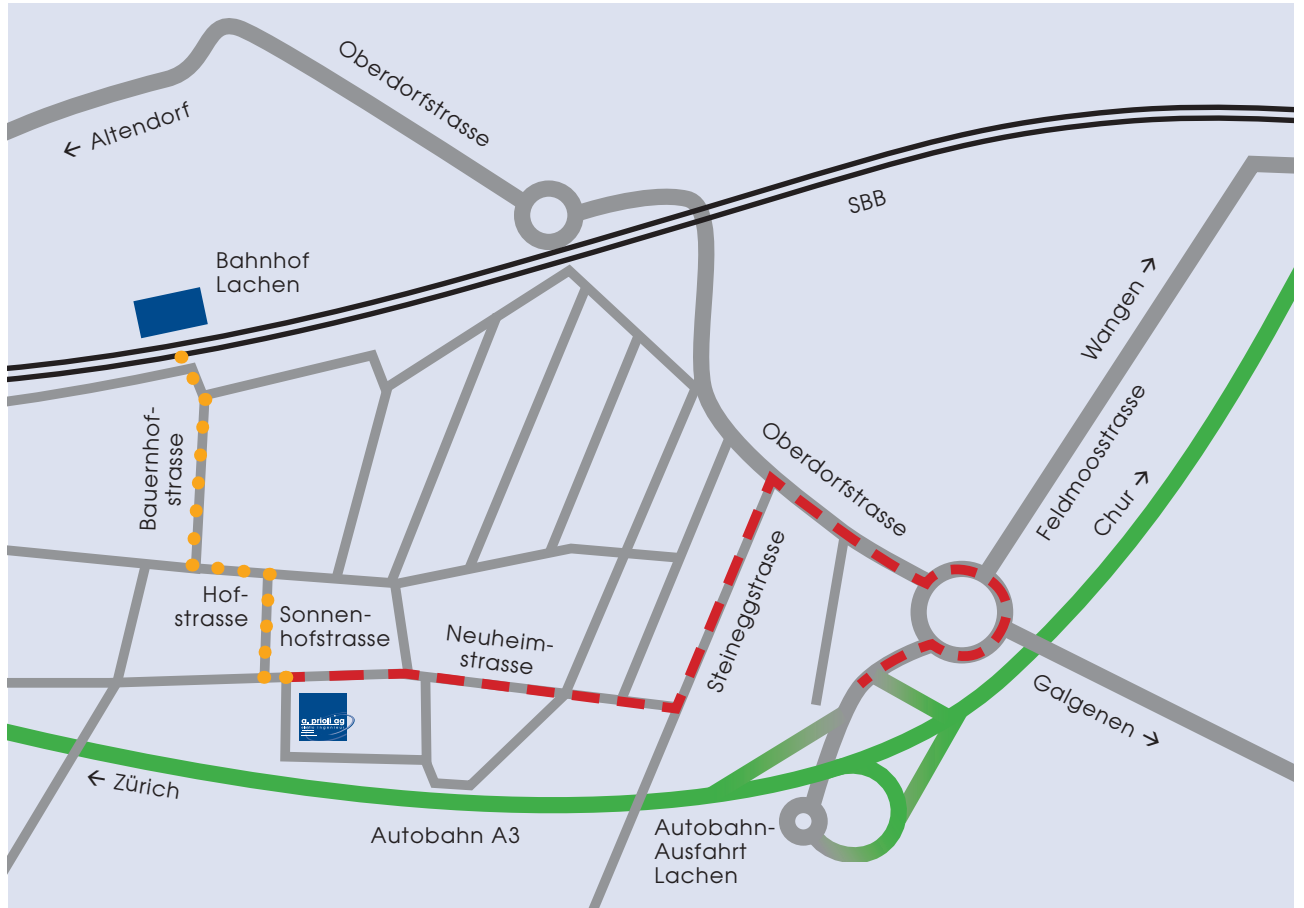 Oberdorfstrasse
← Altendorf
SBB
Bahnhof
Lachen
Wangen →
Feldmoosstrasse
Chur →
Oberdorfstrasse
Bauernhof-
strasse
Hof-
strasse
Sonnen-
hofstrasse
Neuheim-
strasse
Steineggstrasse
Galgenen →
a. prioli ag
← Zürich
Autobahn A3
Autobahn-
Ausfahrt
Lachen